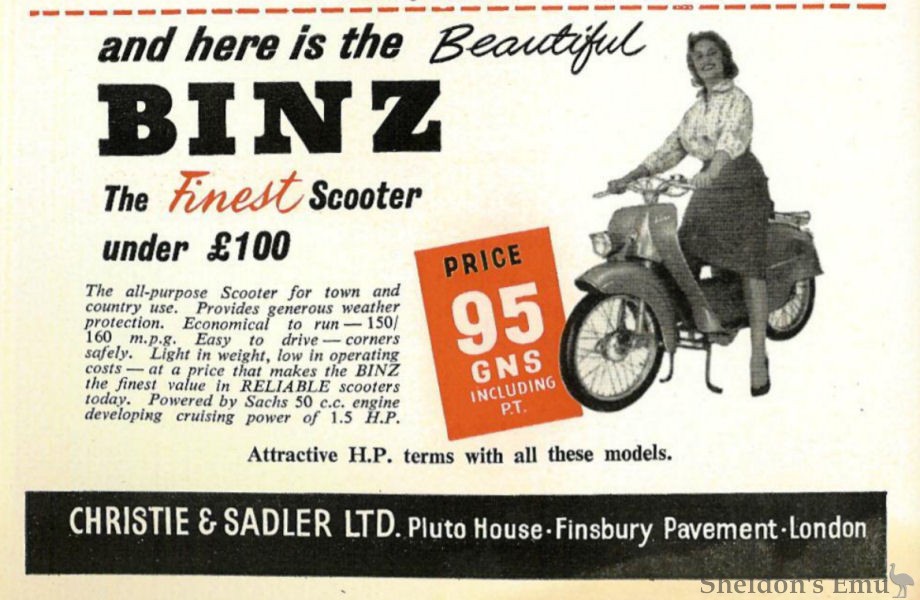 and here is the Beautiful
BINZ
The Finest Scooter
under £100
The all-purpose Scooter for town and
country use. Provides generous weather
protection. Economical to run — 150/
160 m.p.g. Easy to drive — corners
safely. Light in weight, low in operating
costs — at a price that makes the BINZ
the finest value in RELIABLE scooters
today. Powered by Sachs 50 c.c. engine
developing cruising power of 1.5 H.P.
PRICE
95
GNS
INCLUDING
P.T.
Attractive H.P. terms with all these models.
CHRISTIE & SADLER LTD. Pluto House · Finsbury Pavement · London
Sheldon's Emu